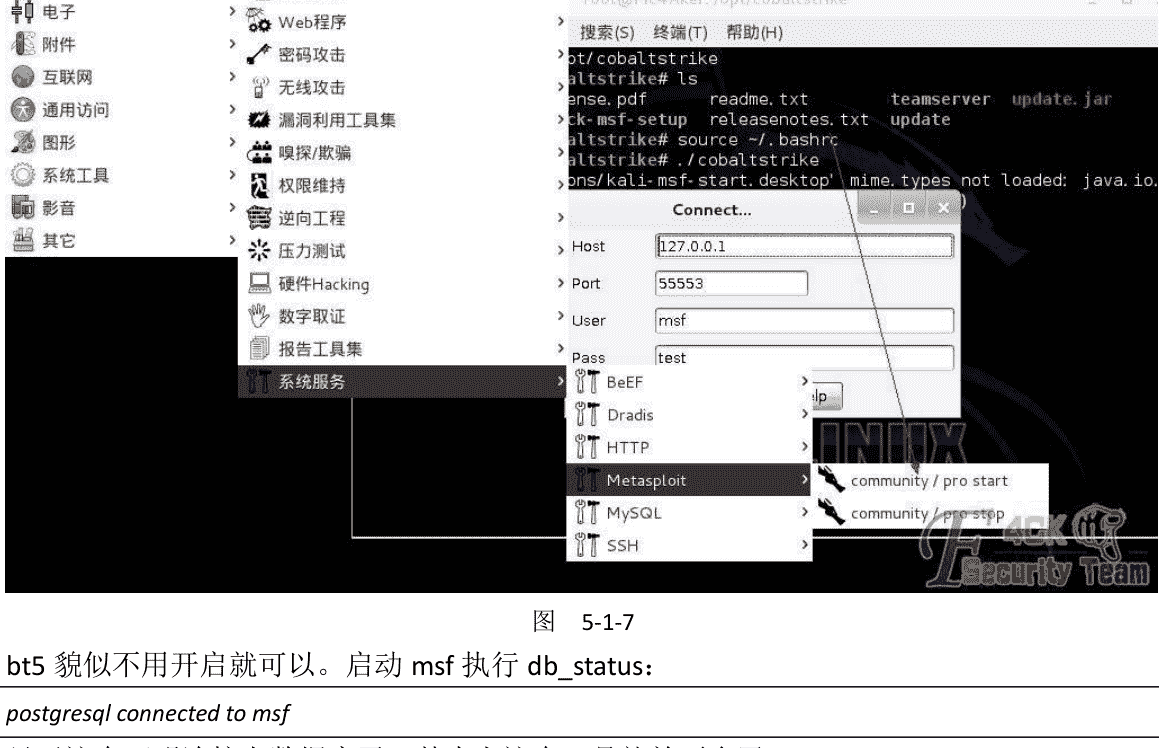 电子
附件
互联网
通用访问
图形
系统工具
影音
其它
Web程序
密码攻击
无线攻击
漏洞利用工具集
嗅探/欺骗
权限维持
逆向工程
压力测试
硬件Hacking
数字取证
报告工具集
系统服务
搜索(S) 终端(T) 帮助(H)
pt/cobaltstrike
altstrike# ls
ense.pdf readme.txt teamserver update.jar
ck-msf-setup releasenotes.txt update
altstrike# source ~/.bashrc
altstrike# ./cobaltstrike
ons/kali-msf-start.desktop' mime.types not loaded: java.io.
Connect...
Host 127.0.0.1
Port 55553
User msf
Pass test
BeEF
Dradis
HTTP
Metasploit
MySQL
SSH
community / pro start
community / pro stop
F4CK
Security Team
图 5-1-7
bt5 貌似不用开启就可以。启动 msf 执行 db_status：
postgresql connected to msf